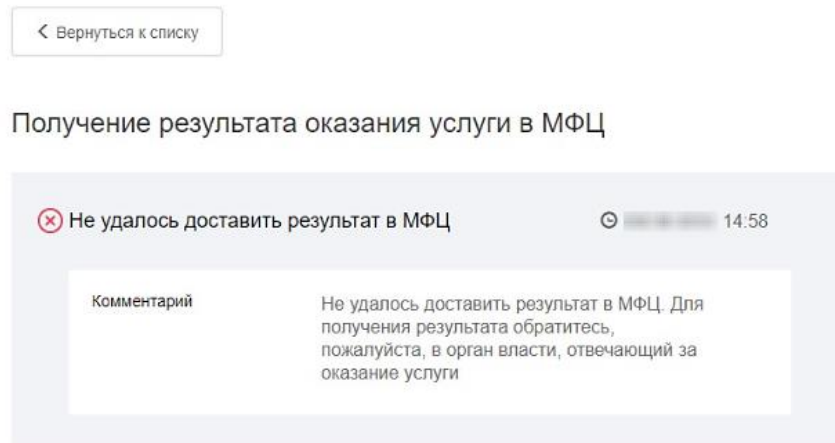 Вернуться к списку
Получение результата оказания услуги в МФЦ
Не удалось доставить результат в МФЦ 14:58
Комментарий Не удалось доставить результат в МФЦ. Для
получения результата обратитесь,
пожалуйста, в орган власти, отвечающий за
оказание услуги